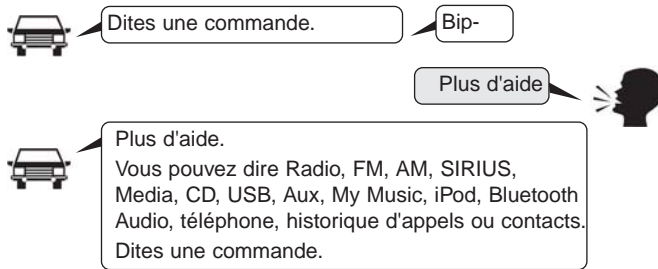 Dites une commande.
Bip-
Plus d'aide
Plus d'aide.
Vous pouvez dire Radio, FM, AM, SIRIUS,
Media, CD, USB, Aux, My Music, iPod, Bluetooth
Audio, téléphone, historique d'appels ou contacts.
Dites une commande.